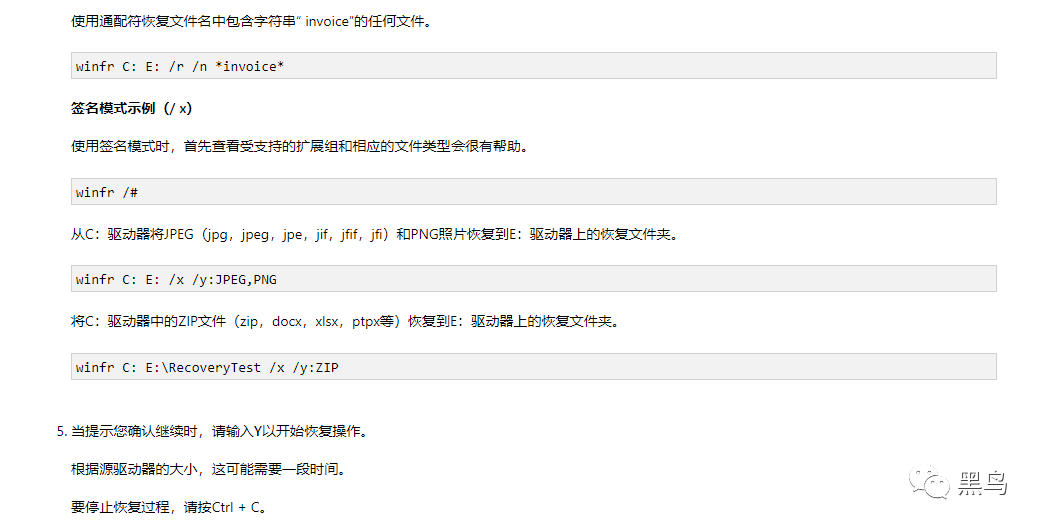 使用通配符恢复文件名中包含字符串“ invoice”的任何文件。
winfr C: E: /r /n *invoice*
签名模式示例（/ x）
使用签名模式时，首先查看受支持的扩展组和相应的文件类型会很有帮助。
winfr /#
从C：驱动器将JPEG（jpg，jpeg，jpe，jif，jfif，jfi）和PNG照片恢复到E：驱动器上的恢复文件夹。
winfr C: E: /x /y:JPEG,PNG
将C：驱动器中的ZIP文件（zip，docx，xlsx，ptpx等）恢复到E：驱动器上的恢复文件夹。
winfr C: E:\RecoveryTest /x /y:ZIP
5. 当提示您确认继续时，请输入Y以开始恢复操作。
根据源驱动器的大小，这可能需要一段时间。
要停止恢复过程，请按Ctrl + C。
黑鸟